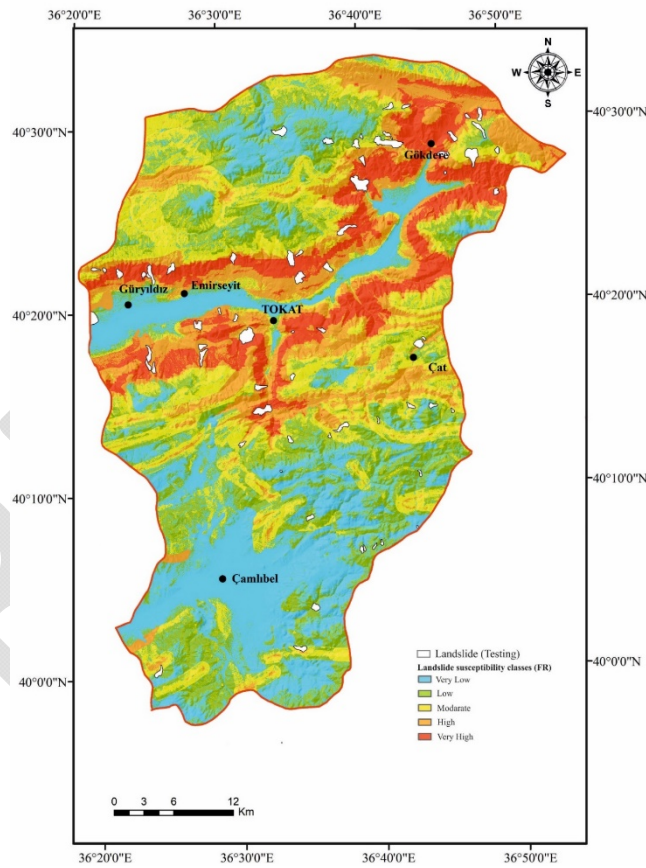 36°20'0"E 36°30'0"E 36°40'0"E 36°50'0"E
N
W E
S
40°30'0"N
40°30'0"N
Gökdere
Güryıldız
Emirseyit
40°20'0"N
40°20'0"N
TOKAT
Çat
40°10'0"N
40°10'0"N
Çamlıbel
40°0'0"N
40°0'0"N
Landslide (Testing)
Landslide susceptibility classes (FR)
Very Low
Low
Modarate
High
Very High
0 3 6 12
Km
36°20'0"E 36°30'0"E 36°40'0"E 36°50'0"E